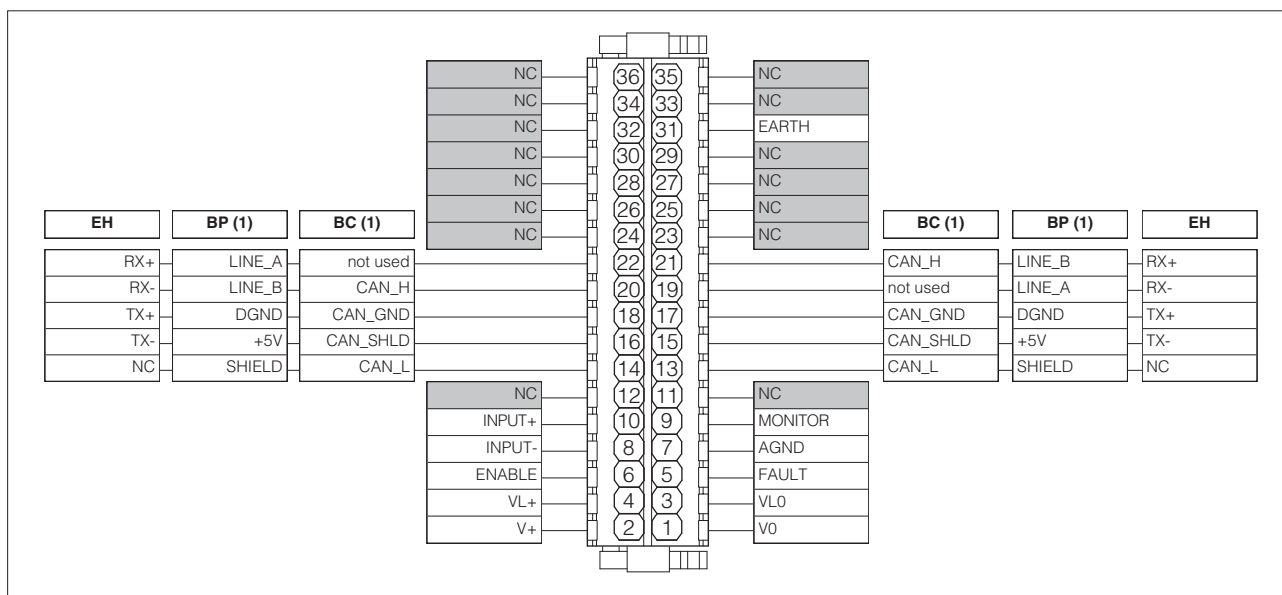 NC 36 35 NC
NC 34 33 NC
NC 32 31 EARTH
NC 30 29 NC
NC 28 27 NC
NC 26 25 NC
EH BP (1) BC (1) NC 24 23 NC BC (1) BP (1) EH
RX+ LINE_A not used 22 21 CAN_H LINE_B RX+
RX- LINE_B CAN_H 20 19 not used LINE_A RX-
TX+ DGND CAN_GND 18 17 CAN_GND DGND TX+
TX- +5V CAN_SHLD 16 15 CAN_SHLD +5V TX-
NC SHIELD CAN_L 14 13 CAN_L SHIELD NC
NC 12 11 NC
INPUT+ 10 9 MONITOR
INPUT- 8 7 AGND
ENABLE 6 5 FAULT
VL+ 4 3 VL0
V+ 2 1 V0